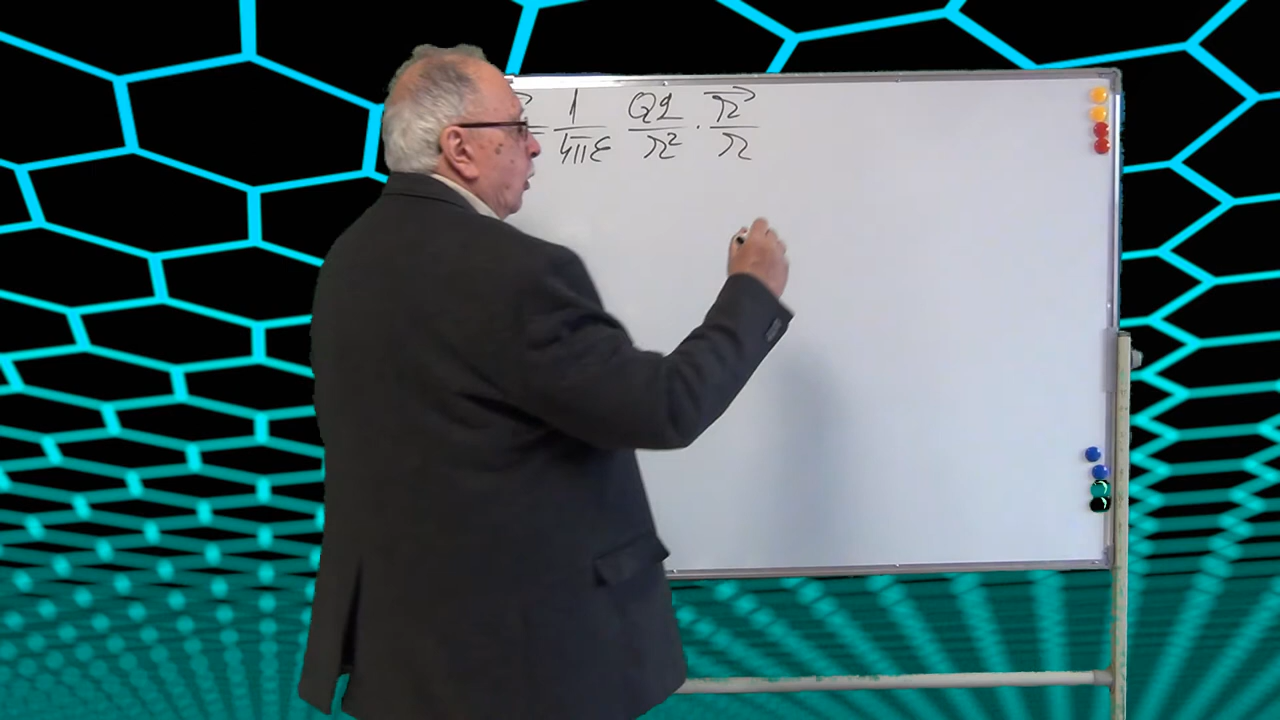 → = 1/4πε Qq/r² · r⃗/r